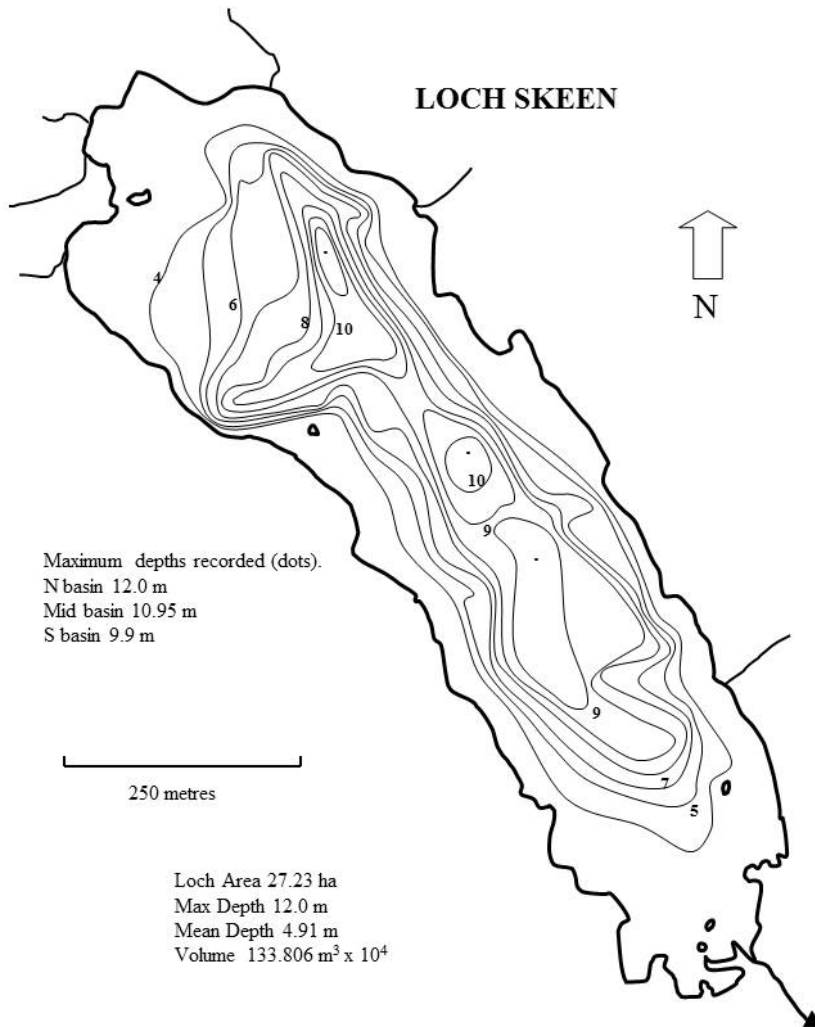 LOCH SKEEN
N
4
6
8
10
10
9
Maximum depths recorded (dots).
N basin 12.0 m
Mid basin 10.95 m
S basin 9.9 m
9
7
5
250 metres
Loch Area 27.23 ha
Max Depth 12.0 m
Mean Depth 4.91 m
Volume 133.806 m³ x 10⁴